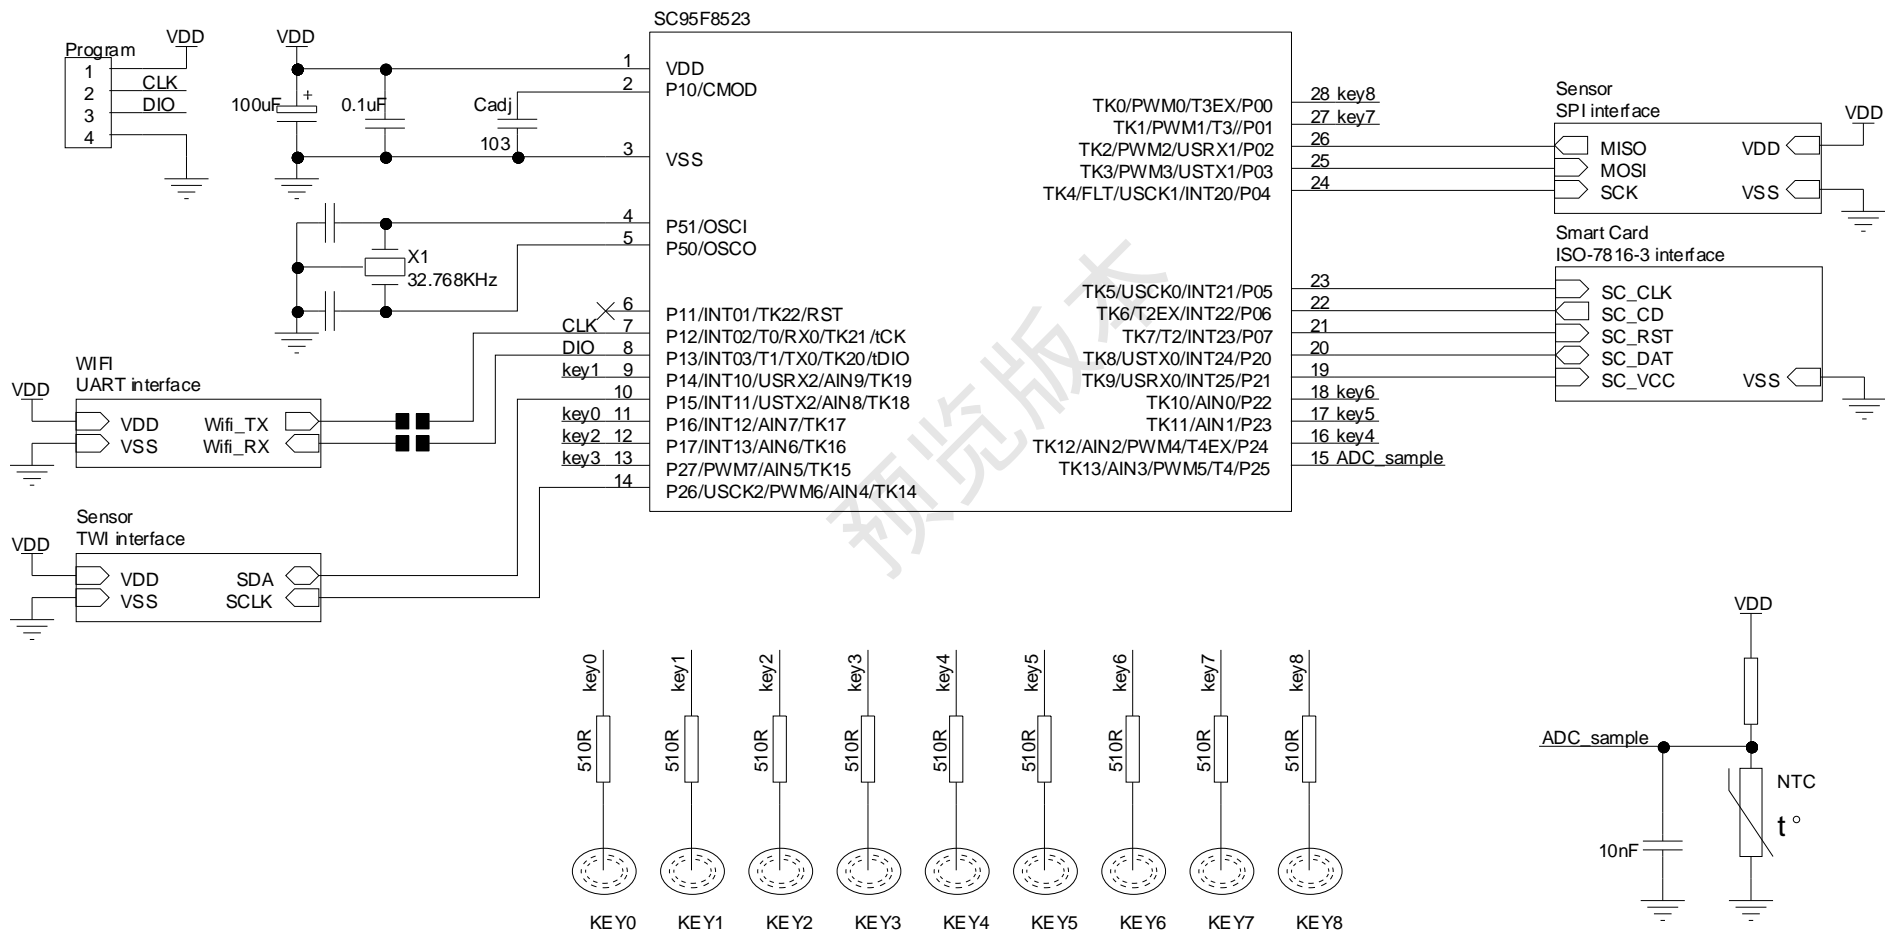 SC95F8523
Program
1
2
3
4
VDD
CLK
DIO
VDD
100uF
+
0.1uF
Cadj
103
1
VDD
2
P10/CMOD
3
VSS
4
P51/OSCI
5
P50/OSCO
X1
32.768KHz
6
P11/INT01/TK22/RST
CLK 7
P12/INT02/T0/RX0/TK21/tCK
DIO 8
P13/INT03/T1/TX0/TK20/tDIO
key1 9
P14/INT10/USRX2/AIN9/TK19
10
P15/INT11/USTX2/AIN8/TK18
key0 11
P16/INT12/AIN7/TK17
key2 12
P17/INT13/AIN6/TK16
key3 13
P27/PWM7/AIN5/TK15
14
P26/USCK2/PWM6/AIN4/TK14
28 key8
TK0/PWM0/T3EX/P00
27 key7
TK1/PWM1/T3//P01
26
TK2/PWM2/USRX1/P02
25
TK3/PWM3/USTX1/P03
24
TK4/FLT/USCK1/INT20/P04
23
TK5/USCK0/INT21/P05
22
TK6/T2EX/INT22/P06
21
TK7/T2/INT23/P07
20
TK8/USTX0/INT24/P20
19
TK9/USRX0/INT25/P21
18 key6
TK10/AIN0/P22
17 key5
TK11/AIN1/P23
16 key4
TK12/AIN2/PWM4/T4EX/P24
15 ADC_sample
TK13/AIN3/PWM5/T4/P25
预览版本
Sensor
SPI interface
VDD
MISO VDD
MOSI
SCK VSS
Smart Card
ISO-7816-3 interface
SC_CLK
SC_CD
SC_RST
SC_DAT
SC_VCC VSS
WIFI
UART interface
VDD
VDD Wifi_TX
VSS Wifi_RX
Sensor
TWI interface
VDD
VDD SDA
VSS SCLK
key0 key1 key2 key3 key4 key5 key6 key7 key8
510R 510R 510R 510R 510R 510R 510R 510R 510R
KEY0 KEY1 KEY2 KEY3 KEY4 KEY5 KEY6 KEY7 KEY8
VDD
ADC_sample
NTC
t°
10nF